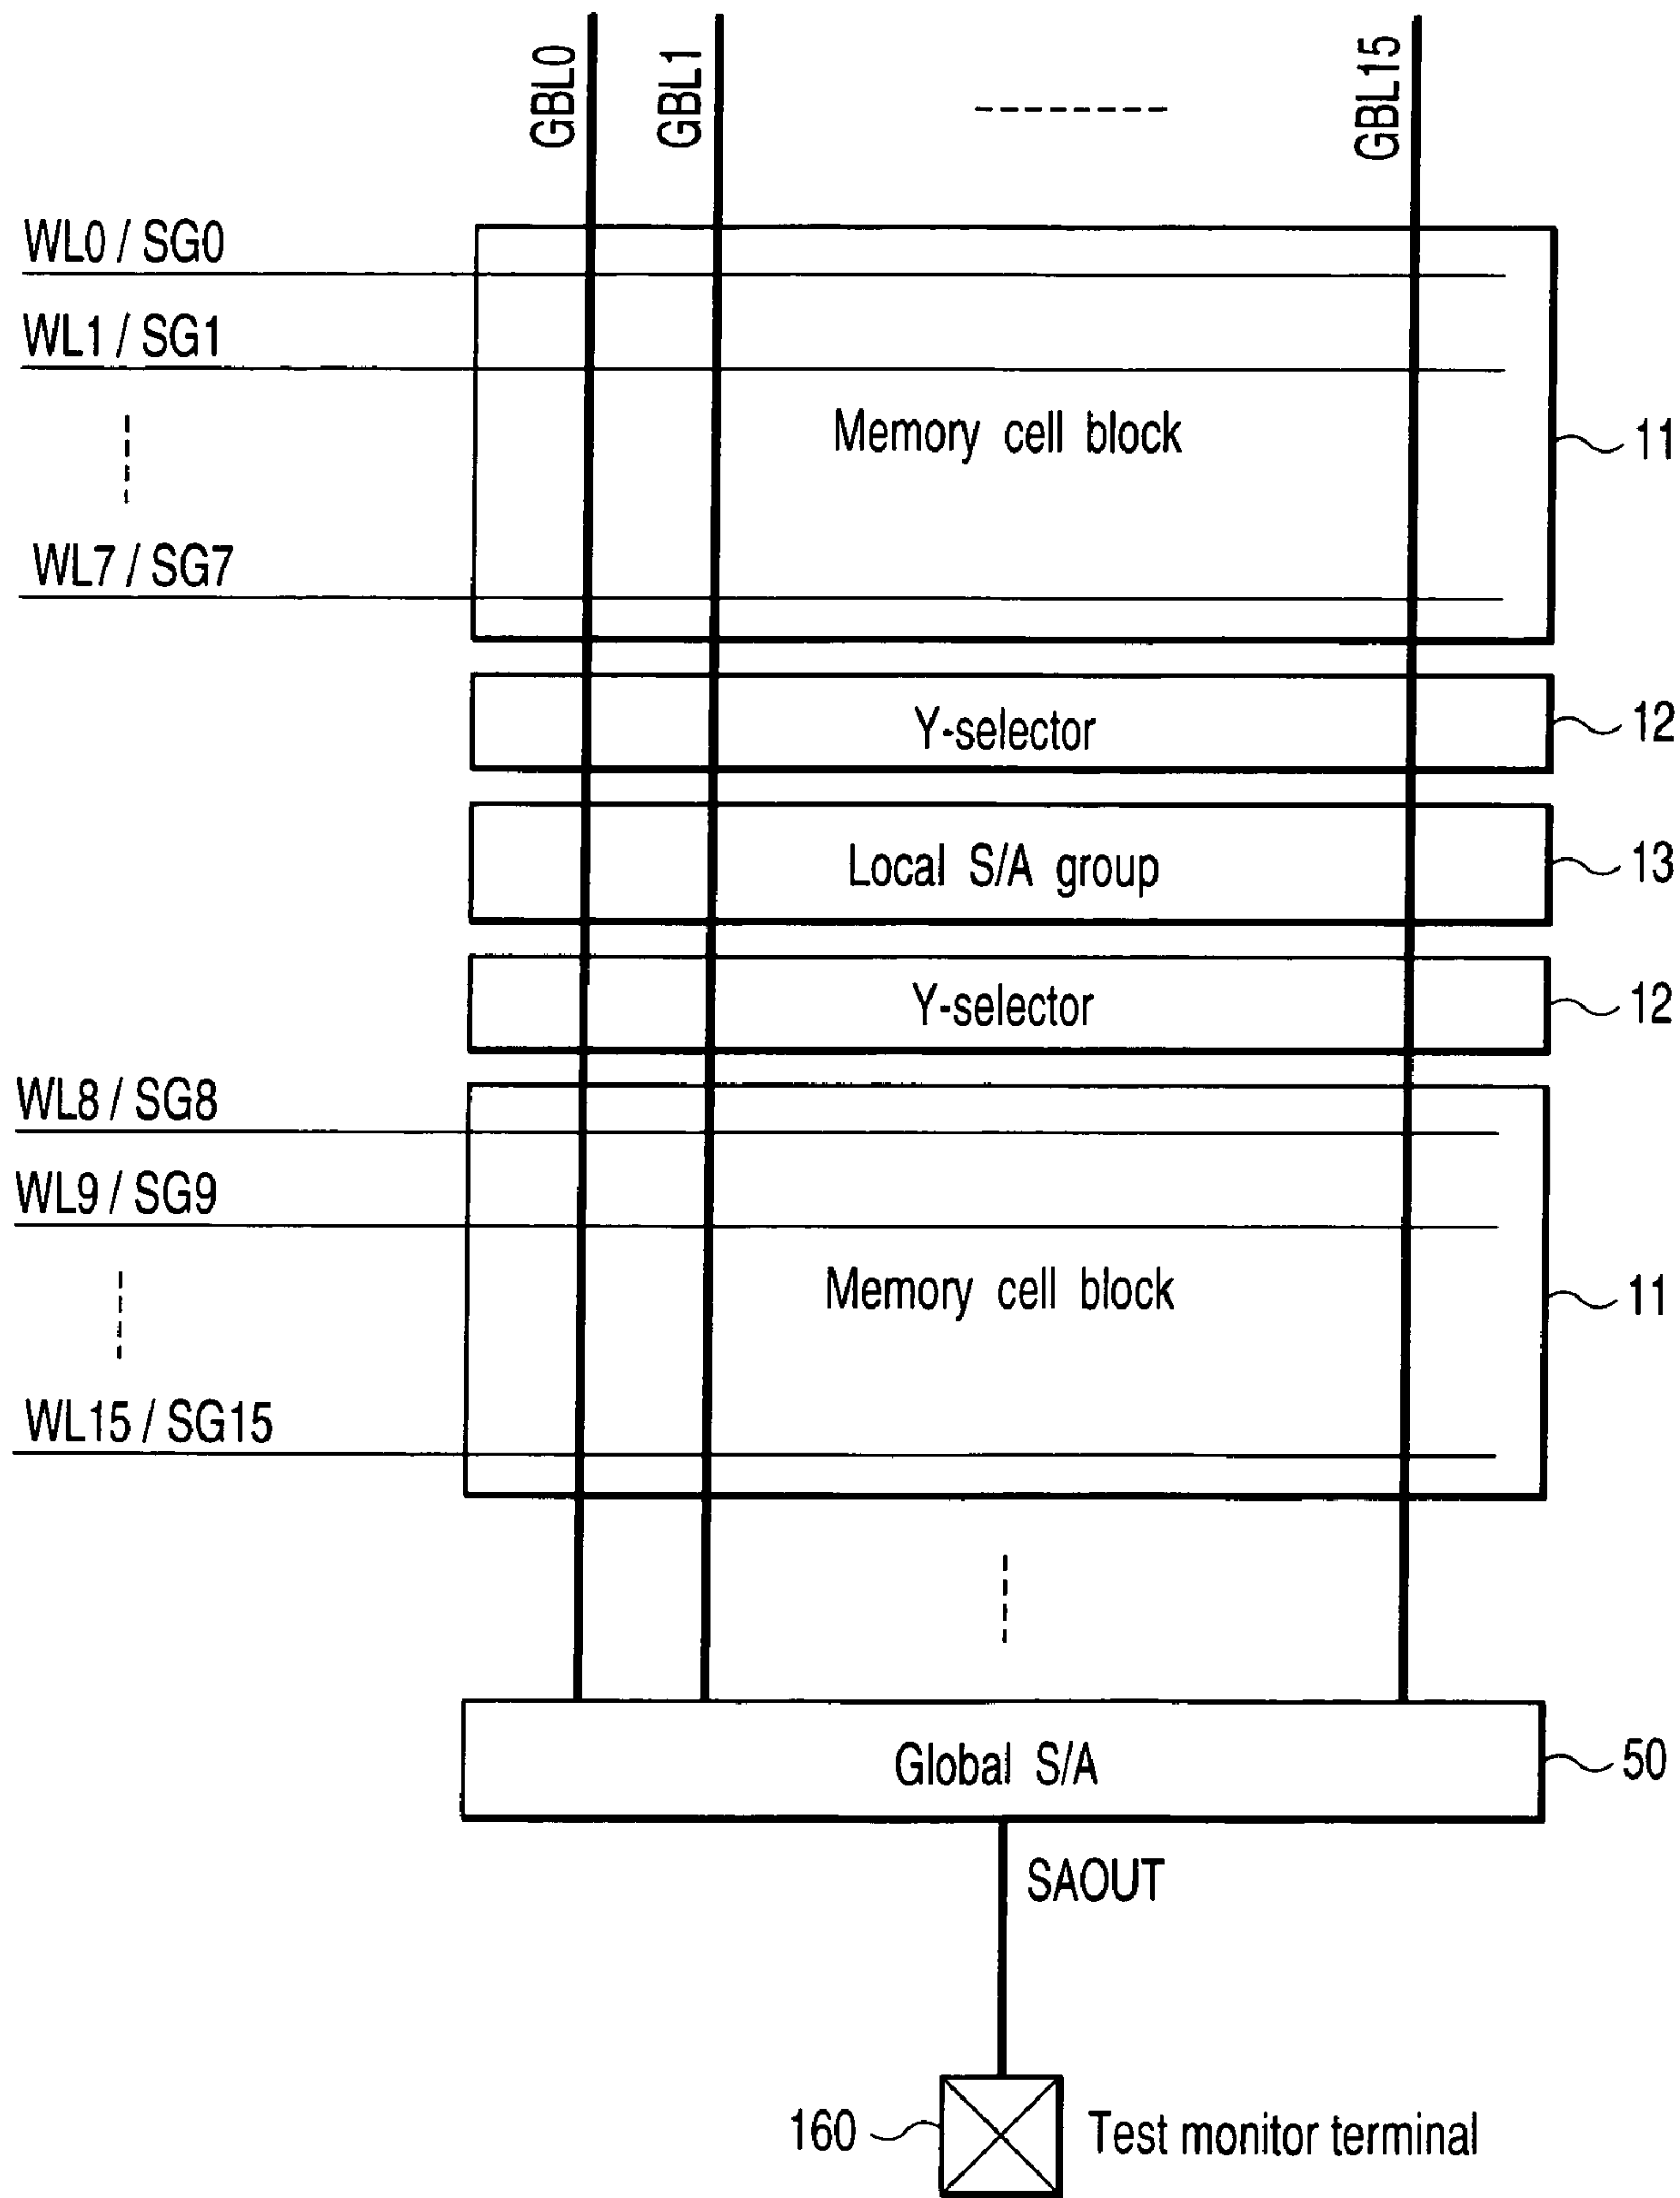 GBL0
GBL1
GBL15
WL0 / SG0
WL1 / SG1
Memory cell block
11
WL7 / SG7
Y-selector
12
Local S/A group
13
Y-selector
12
WL8 / SG8
WL9 / SG9
Memory cell block
11
WL15 / SG15
Global S/A
50
SAOUT
160
Test monitor terminal